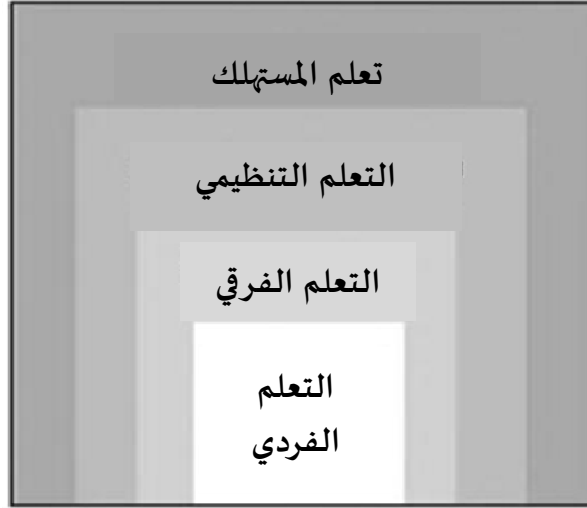 تعلم المستهلك
التعلم التنظيمي
التعلم الفرقي
التعلم
الفردي